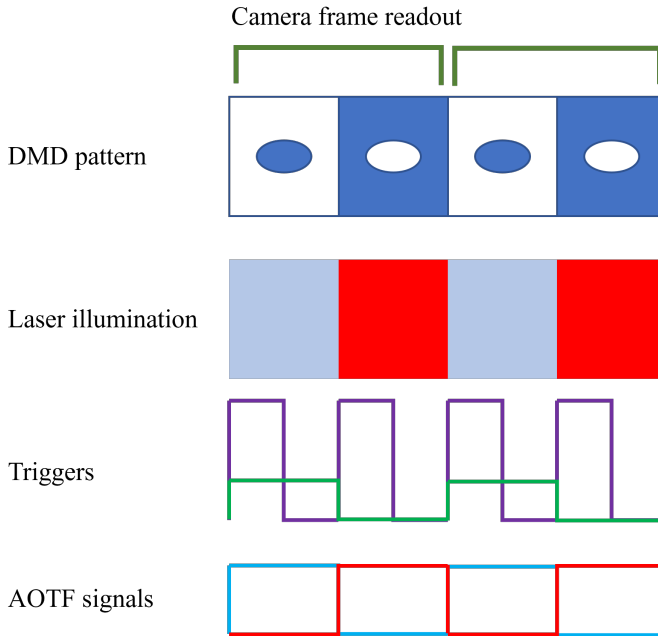 Camera frame readout
DMD pattern
Laser illumination
Triggers
AOTF signals